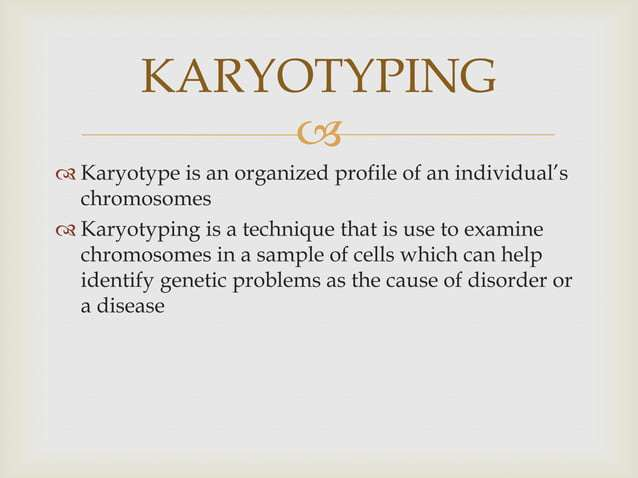 KARYOTYPING
Karyotype is an organized profile of an individual’s
chromosomes
Karyotyping is a technique that is use to examine
chromosomes in a sample of cells which can help
identify genetic problems as the cause of disorder or
a disease